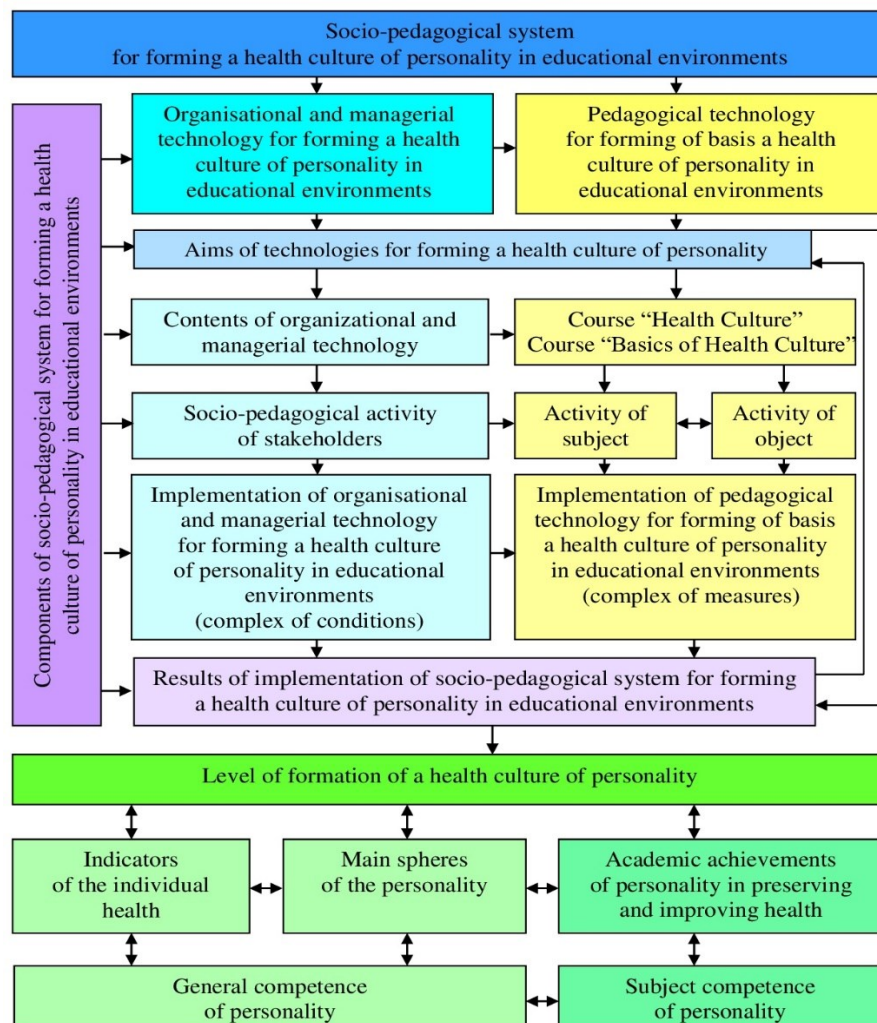 Socio-pedagogical system
for forming a health culture of personality in educational environments
Components of socio-pedagogical system for forming a health
culture of personality in educational environments
Organisational and managerial
technology for forming a health
culture of personality in
educational environments
Pedagogical technology
for forming of basis a health
culture of personality in
educational environments
Aims of technologies for forming a health culture of personality
Contents of organizational and
managerial technology
Course “Health Culture”
Course “Basics of Health Culture”
Socio-pedagogical activity
of stakeholders
Activity of
subject
Activity of
object
Implementation of organisational
and managerial technology
for forming a health culture
of personality in educational
environments
(complex of conditions)
Implementation of pedagogical
technology for forming of basis
a health culture of personality
in educational environments
(complex of measures)
Results of implementation of socio-pedagogical system for forming
a health culture of personality in educational environments
Level of formation of a health culture of personality
Indicators
of the individual
health
Main spheres
of the personality
Academic achievements
of personality in preserving
and improving health
General competence
of personality
Subject competence
of personality